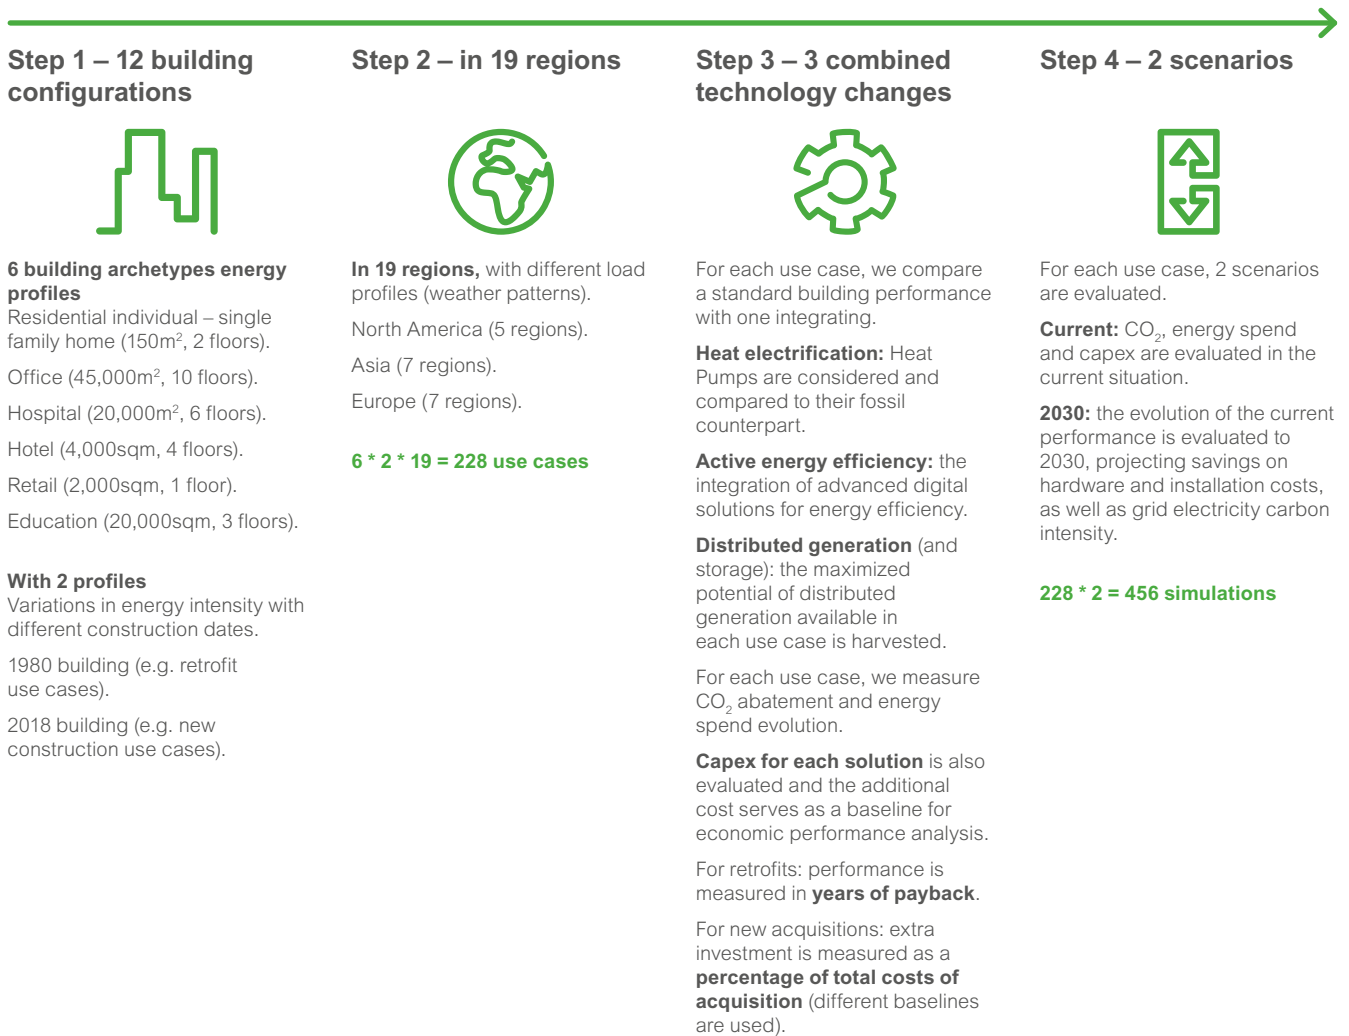 Step 1 – 12 building
configurations
6 building archetypes energy
profiles
Residential individual – single
family home (150m², 2 floors).
Office (45,000m², 10 floors).
Hospital (20,000m², 6 floors).
Hotel (4,000sqm, 4 floors).
Retail (2,000sqm, 1 floor).
Education (20,000sqm, 3 floors).
With 2 profiles
Variations in energy intensity with
different construction dates.
1980 building (e.g. retrofit
use cases).
2018 building (e.g. new
construction use cases).
Step 2 – in 19 regions
In 19 regions, with different load
profiles (weather patterns).
North America (5 regions).
Asia (7 regions).
Europe (7 regions).
6 * 2 * 19 = 228 use cases
Step 3 – 3 combined
technology changes
For each use case, we compare
a standard building performance
with one integrating.
Heat electrification: Heat
Pumps are considered and
compared to their fossil
counterpart.
Active energy efficiency: the
integration of advanced digital
solutions for energy efficiency.
Distributed generation (and
storage): the maximized
potential of distributed
generation available in
each use case is harvested.
For each use case, we measure
CO₂ abatement and energy
spend evolution.
Capex for each solution is also
evaluated and the additional
cost serves as a baseline for
economic performance analysis.
For retrofits: performance is
measured in years of payback.
For new acquisitions: extra
investment is measured as a
percentage of total costs of
acquisition (different baselines
are used).
Step 4 – 2 scenarios
For each use case, 2 scenarios
are evaluated.
Current: CO₂, energy spend
and capex are evaluated in the
current situation.
2030: the evolution of the current
performance is evaluated to
2030, projecting savings on
hardware and installation costs,
as well as grid electricity carbon
intensity.
228 * 2 = 456 simulations